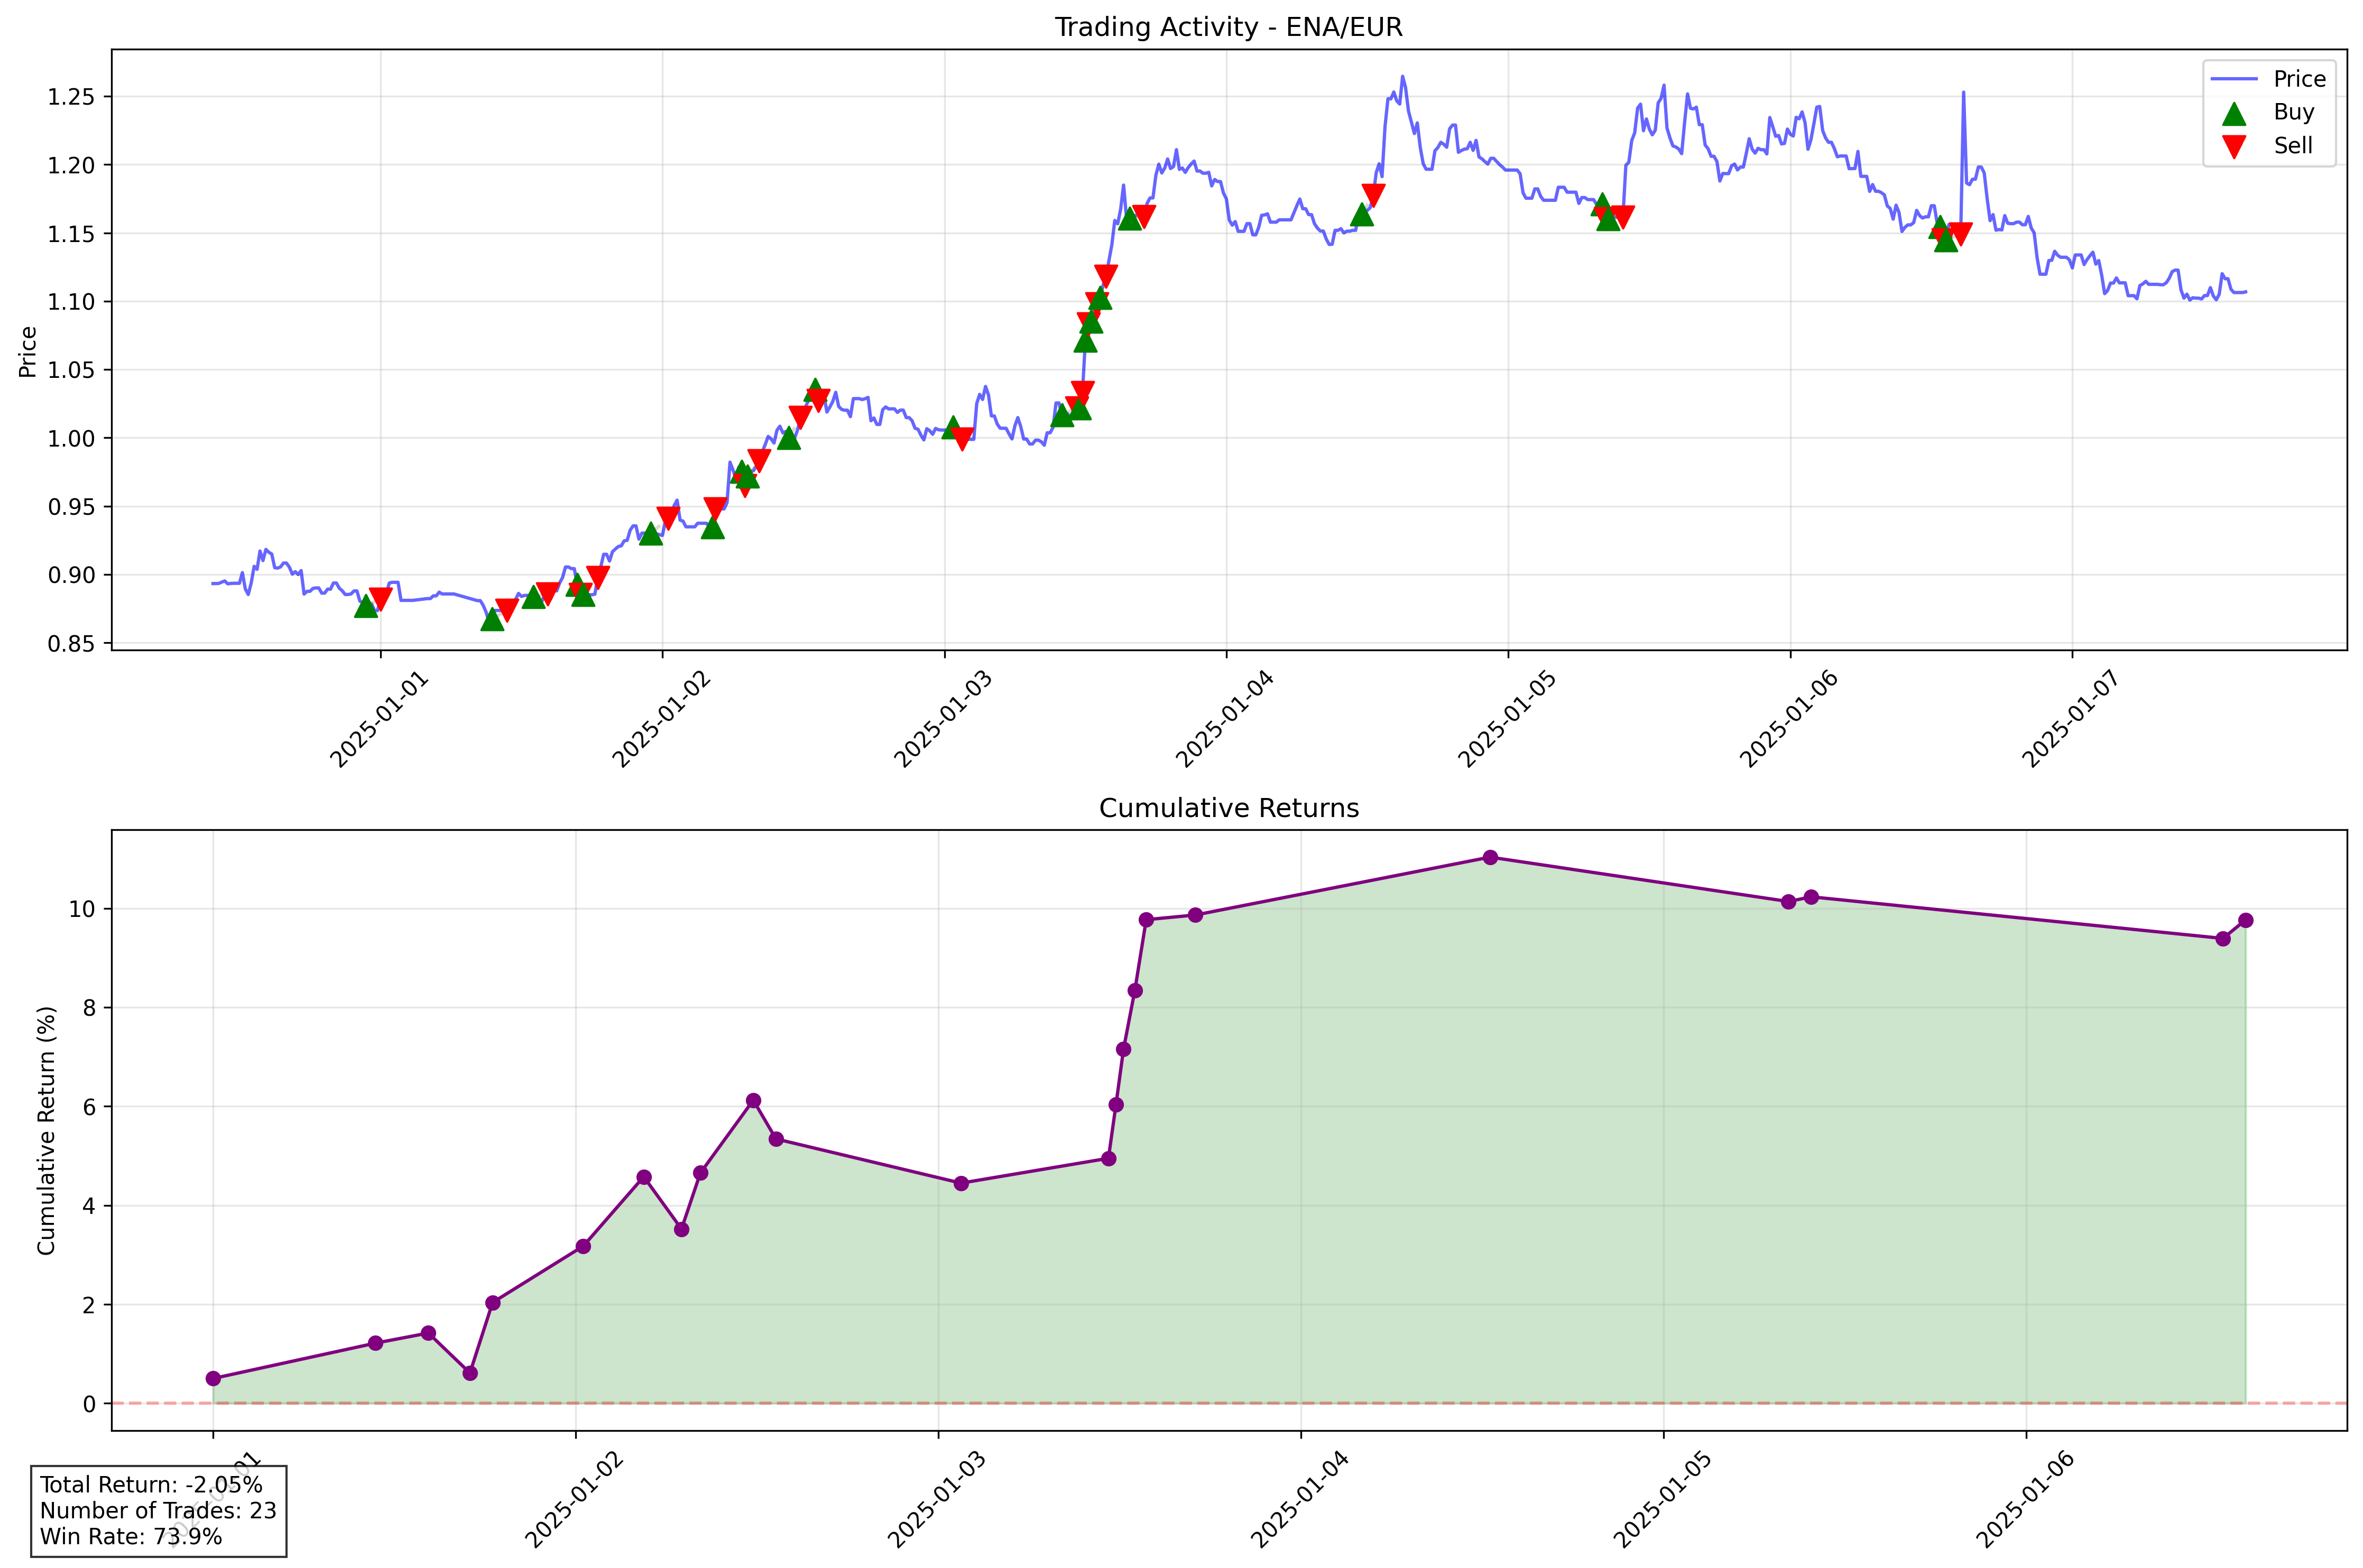 Trading Activity - ENA/EUR
Price
Buy
Sell
1.25
1.20
1.15
1.10
1.05
1.00
0.95
0.90
0.85
Price
2025-01-01
2025-01-02
2025-01-03
2025-01-04
2025-01-05
2025-01-06
2025-01-07
Cumulative Returns
10
8
6
4
2
0
Cumulative Return (%)
2025-01-01
2025-01-02
2025-01-03
2025-01-04
2025-01-05
2025-01-06
Total Return: -2.05%
Number of Trades: 23
Win Rate: 73.9%